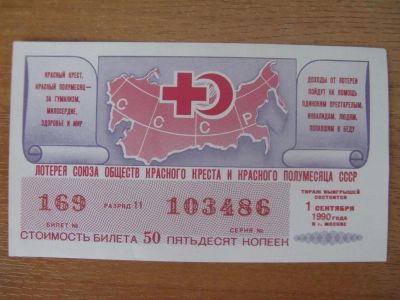 КРАСНЫЙ КРЕСТ,
КРАСНЫЙ ПОЛУМЕСЯЦ—
ЗА ГУМАНИЗМ,
МИЛОСЕРДИЕ,
ЗДОРОВЬЕ И МИР
ДОХОДЫ ОТ ЛОТЕРЕИ
ПОЙДУТ НА ПОМОЩЬ
ОДИНОКИМ ПРЕСТАРЕЛЫМ,
ИНВАЛИДАМ, ЛЮДЯМ,
ПОПАВШИМ В БЕДУ
СССР
ЛОТЕРЕЯ СОЮЗА ОБЩЕСТВ КРАСНОГО КРЕСТА И КРАСНОГО ПОЛУМЕСЯЦА СССР
169 РАЗРЯД 11 103486
БИЛЕТ № СЕРИЯ №
ТИРАЖ ВЫИГРЫШЕЙ
СОСТОИТСЯ
1 СЕНТЯБРЯ
1990 ГОДА
В г. МОСКВЕ
СТОИМОСТЬ БИЛЕТА 50 ПЯТЬДЕСЯТ КОПЕЕК